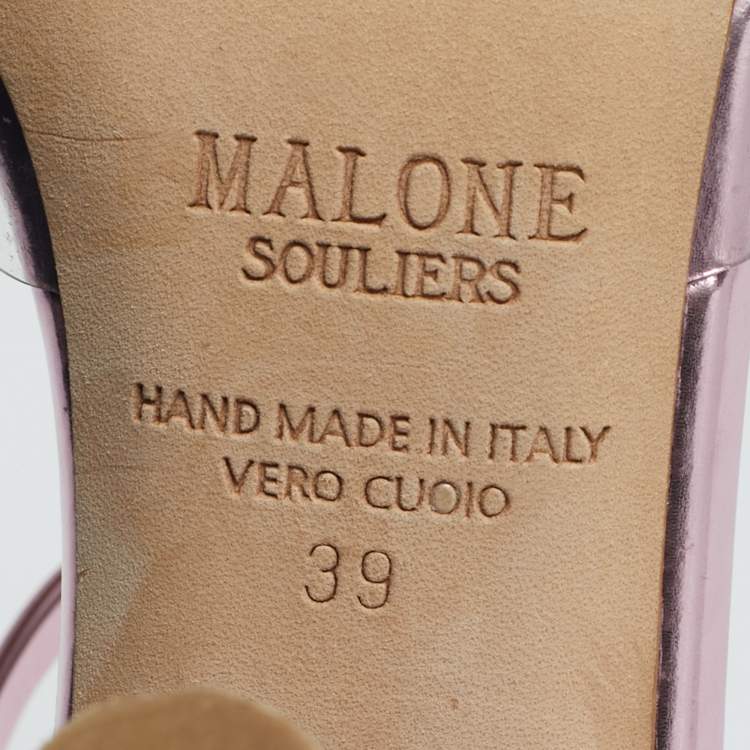 MALONE
SOULIERS
HAND MADE IN ITALY
VERO CUOIO
39